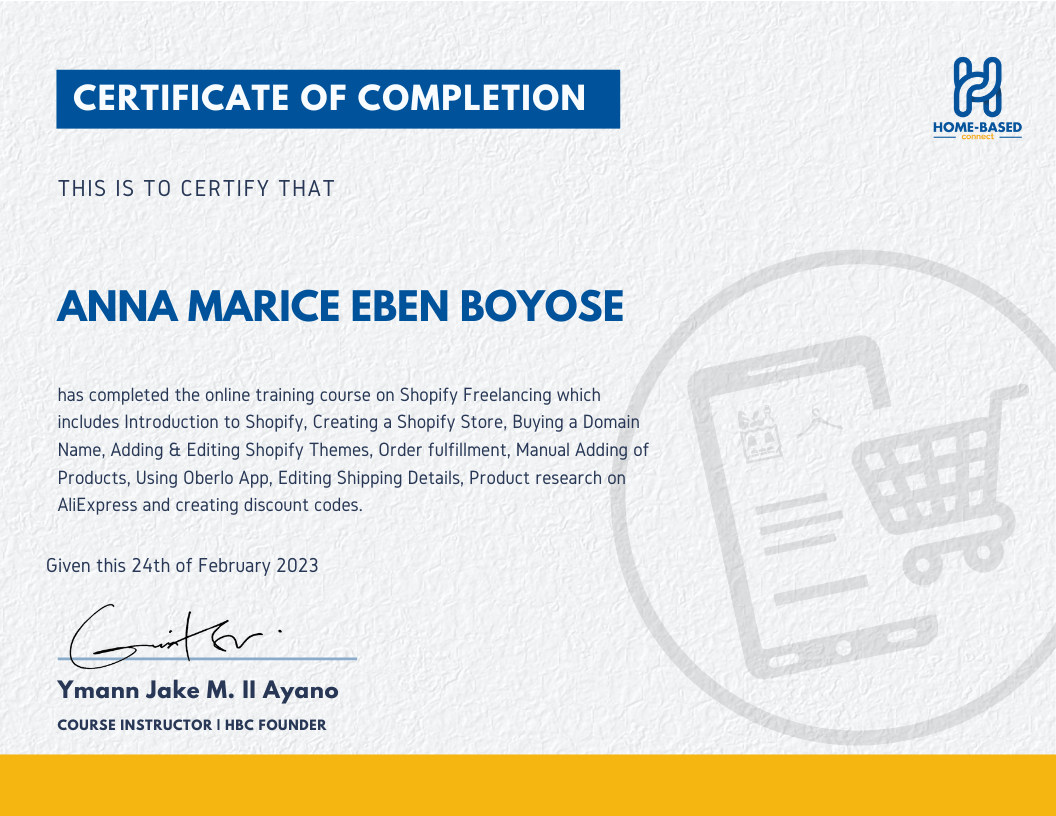 CERTIFICATE OF COMPLETION
HOME-BASED
connect
THIS IS TO CERTIFY THAT
ANNA MARICE EBEN BOYOSE
has completed the online training course on Shopify Freelancing which
includes Introduction to Shopify, Creating a Shopify Store, Buying a Domain
Name, Adding & Editing Shopify Themes, Order fulfillment, Manual Adding of
Products, Using Oberlo App, Editing Shipping Details, Product research on
AliExpress and creating discount codes.
Given this 24th of February 2023
Ymann Jake M. II Ayano
COURSE INSTRUCTOR | HBC FOUNDER